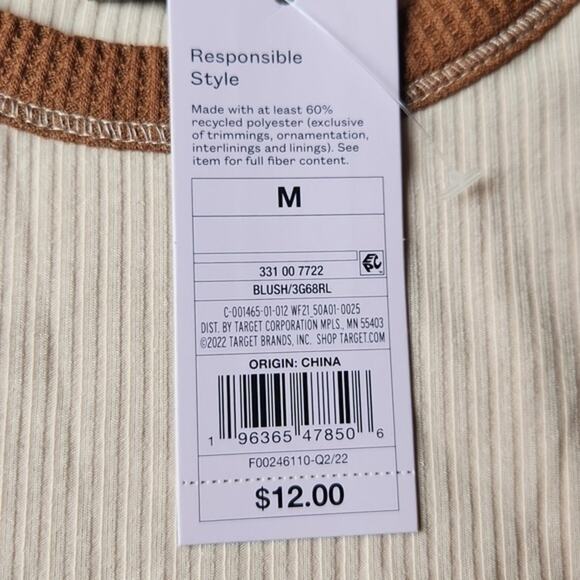 Responsible
Style
Made with at least 60%
recycled polyester (exclusive
of trimmings, ornamentation,
interlinings and linings). See
item for full fiber content.
M
331 00 7722
BLUSH/3G68RL
C-001465-01-012 WF21_50A01-0025
DIST. BY TARGET CORPORATION MPLS., MN 55403
©2022 TARGET BRANDS, INC. SHOP TARGET.COM
ORIGIN: CHINA
1 96365 47850 6
F00246110-Q2/22
$12.00